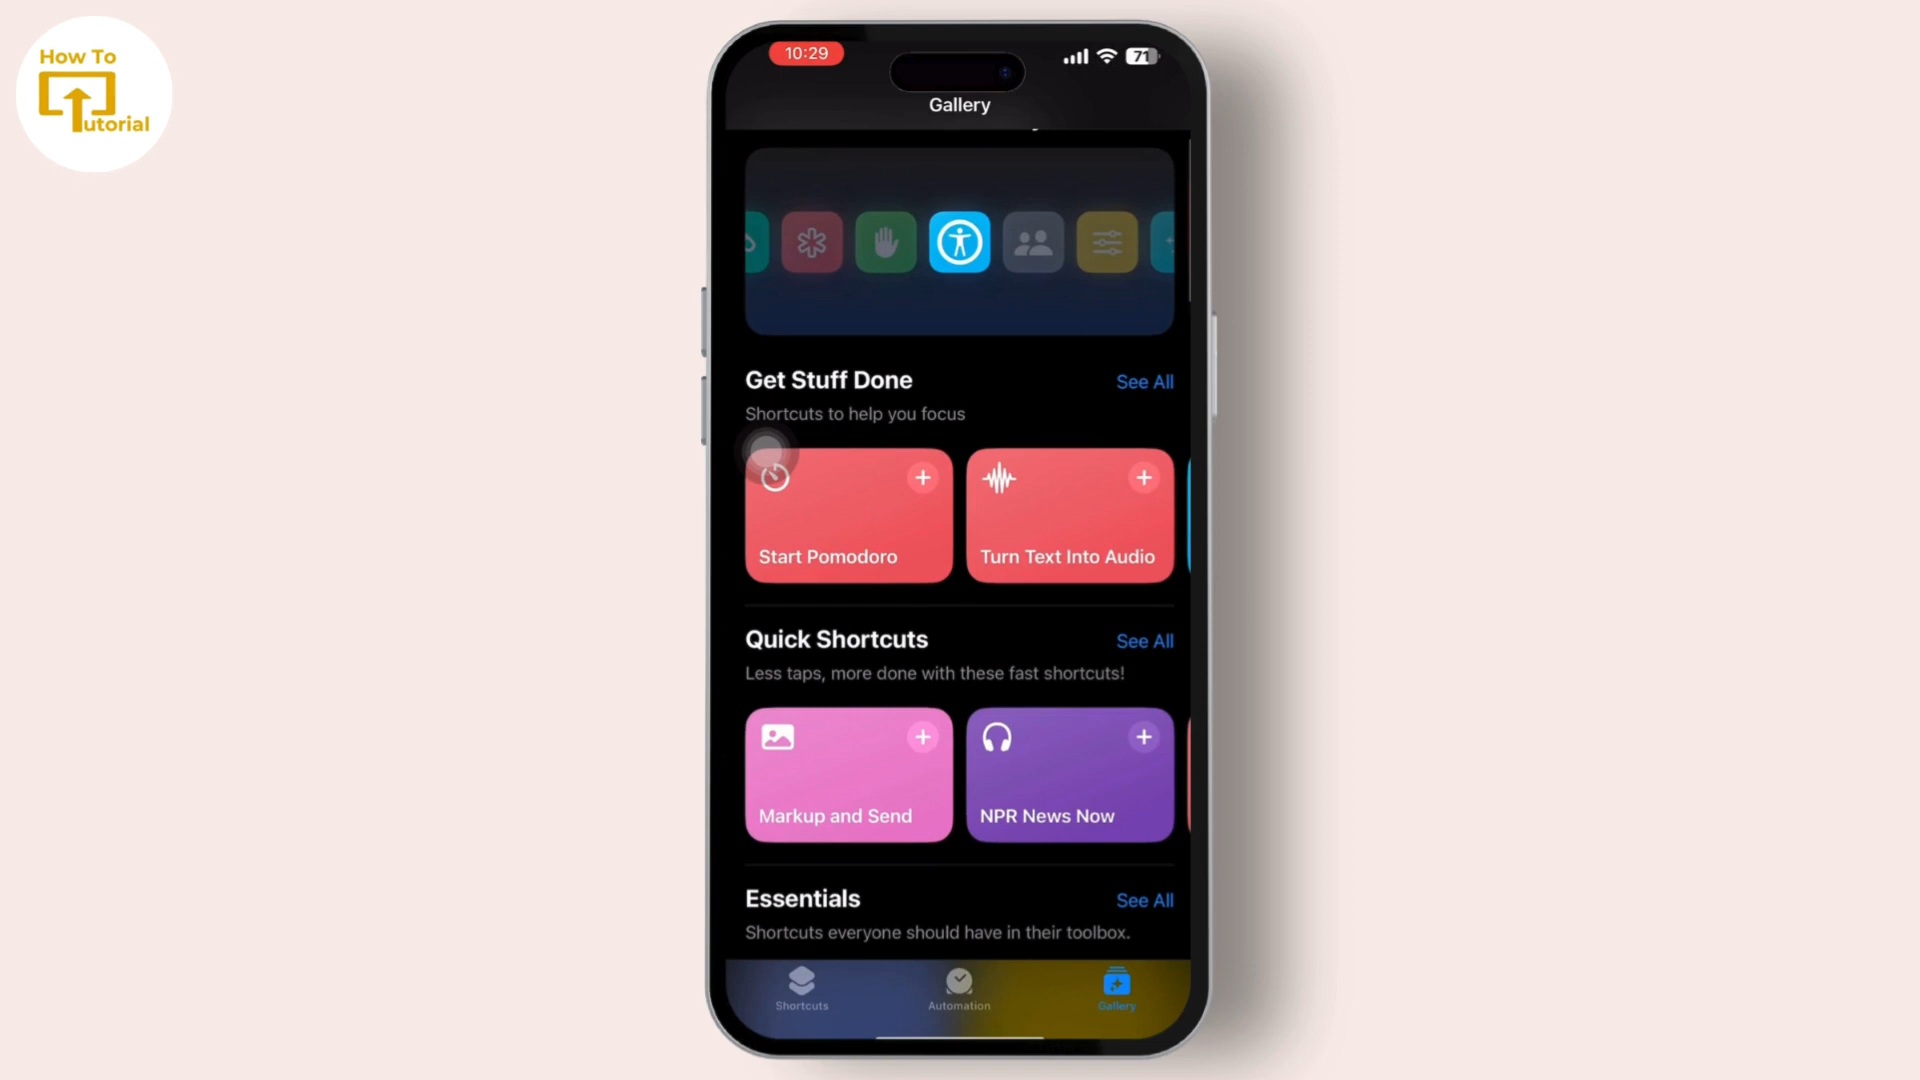 How To
Tutorial
10:29
71
Gallery
Get Stuff Done
See All
Shortcuts to help you focus
Start Pomodoro
Turn Text Into Audio
Quick Shortcuts
See All
Less taps, more done with these fast shortcuts!
Markup and Send
NPR News Now
Essentials
See All
Shortcuts everyone should have in their toolbox.
Shortcuts
Automation
Gallery